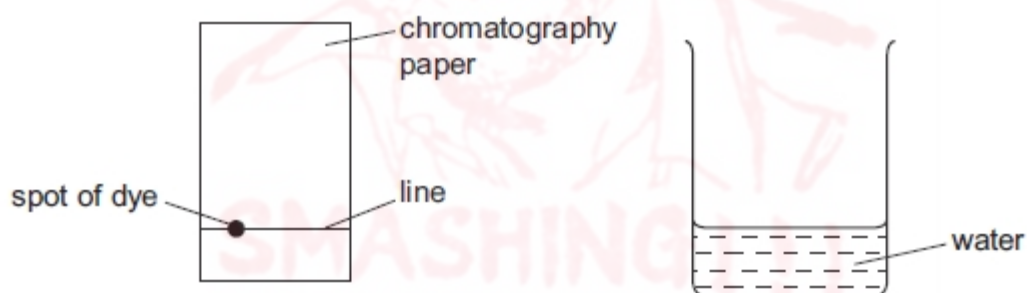 chromatography
paper
spot of dye
line
water
SMASHING!!!